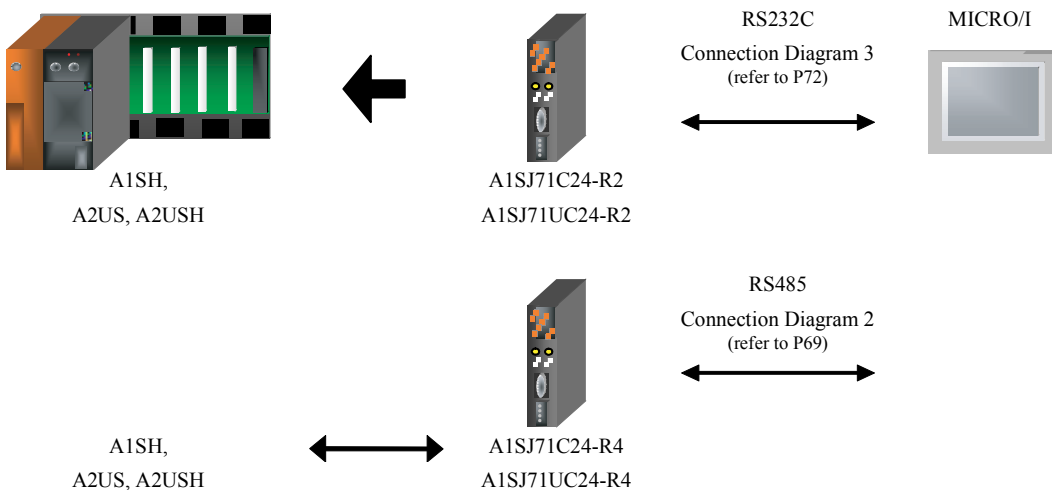 RS232C
MICRO/I
Connection Diagram 3
(refer to P72)
A1SH,
A2US, A2USH
A1SJ71C24-R2
A1SJ71UC24-R2
RS485
Connection Diagram 2
(refer to P69)
A1SH,
A2US, A2USH
A1SJ71C24-R4
A1SJ71UC24-R4